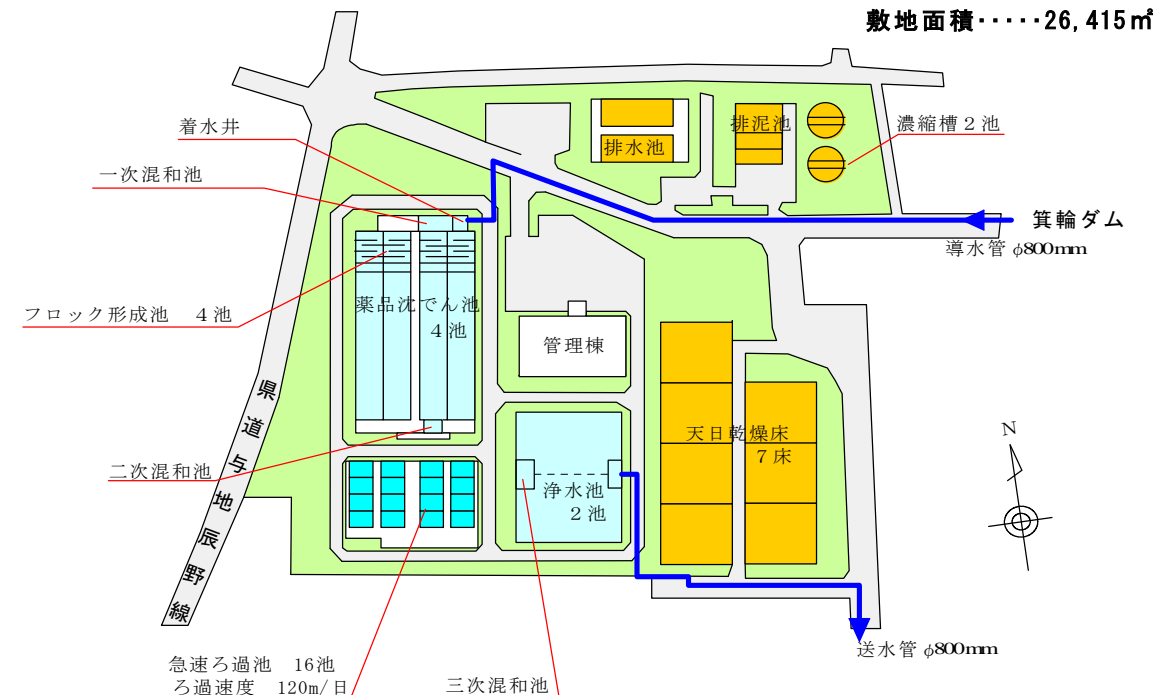 敷地面積‥‥‥26,415㎡
着水井
一次混和池
排水池
排泥池
濃縮槽2池
箕輪ダム
導水管 φ800mm
フロック形成池 4池
薬品沈でん池
4池
管理棟
県道与地辰野線
天日乾燥床
7床
N
二次混和池
浄水池
2池
急速ろ過池 16池
ろ過速度 120m/日
三次混和池
送水管 φ800mm